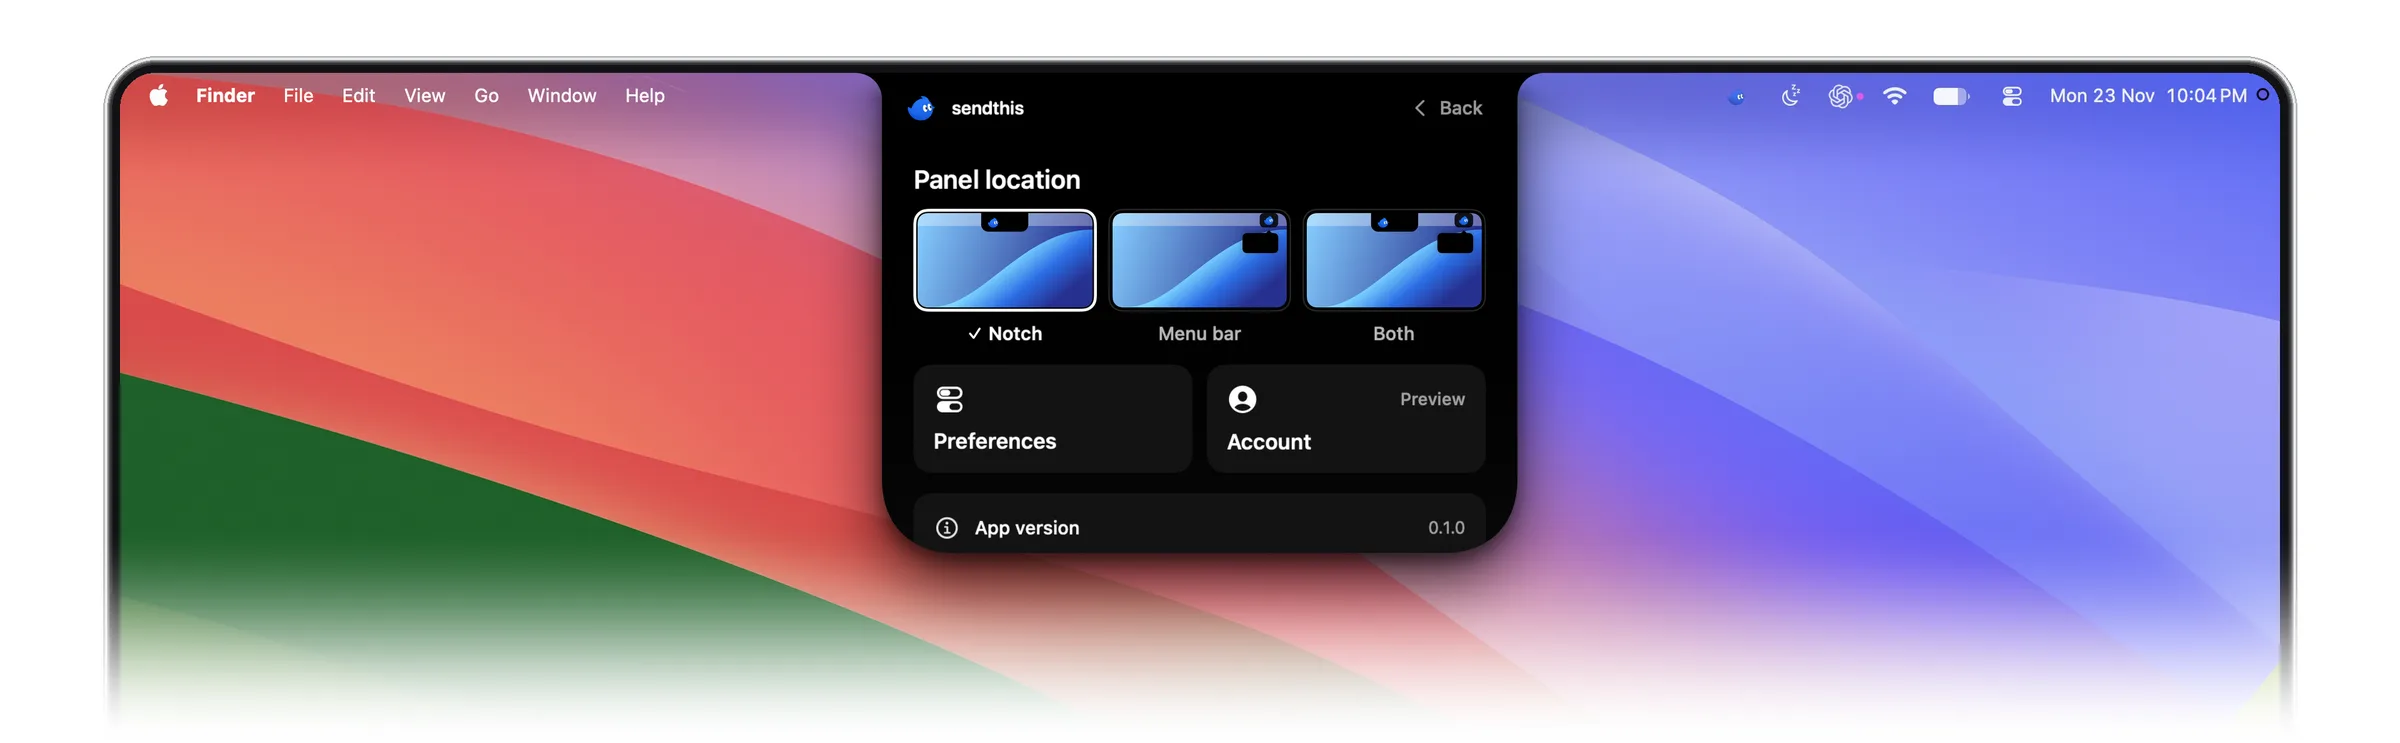 Finder File Edit View Go Window Help
Mon 23 Nov 10:04 PM
sendthis
Back
Panel location
Notch
Menu bar
Both
Preferences
Preview
Account
App version
0.1.0